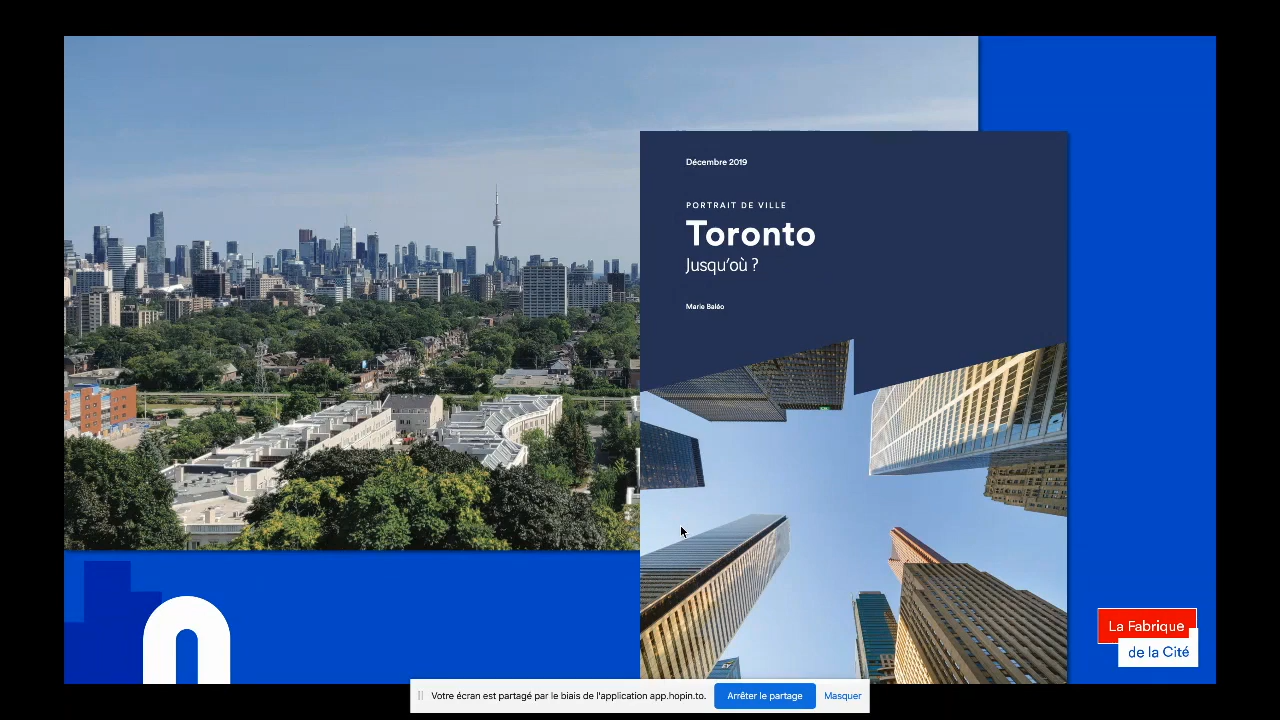 Décembre 2019
PORTRAIT DE VILLE
Toronto
Jusqu'où ?
Marie Baléo
La Fabrique
de la Cité
Votre écran est partagé par le biais de l'application app.hopin.to.
Arrêter le partage
Masquer